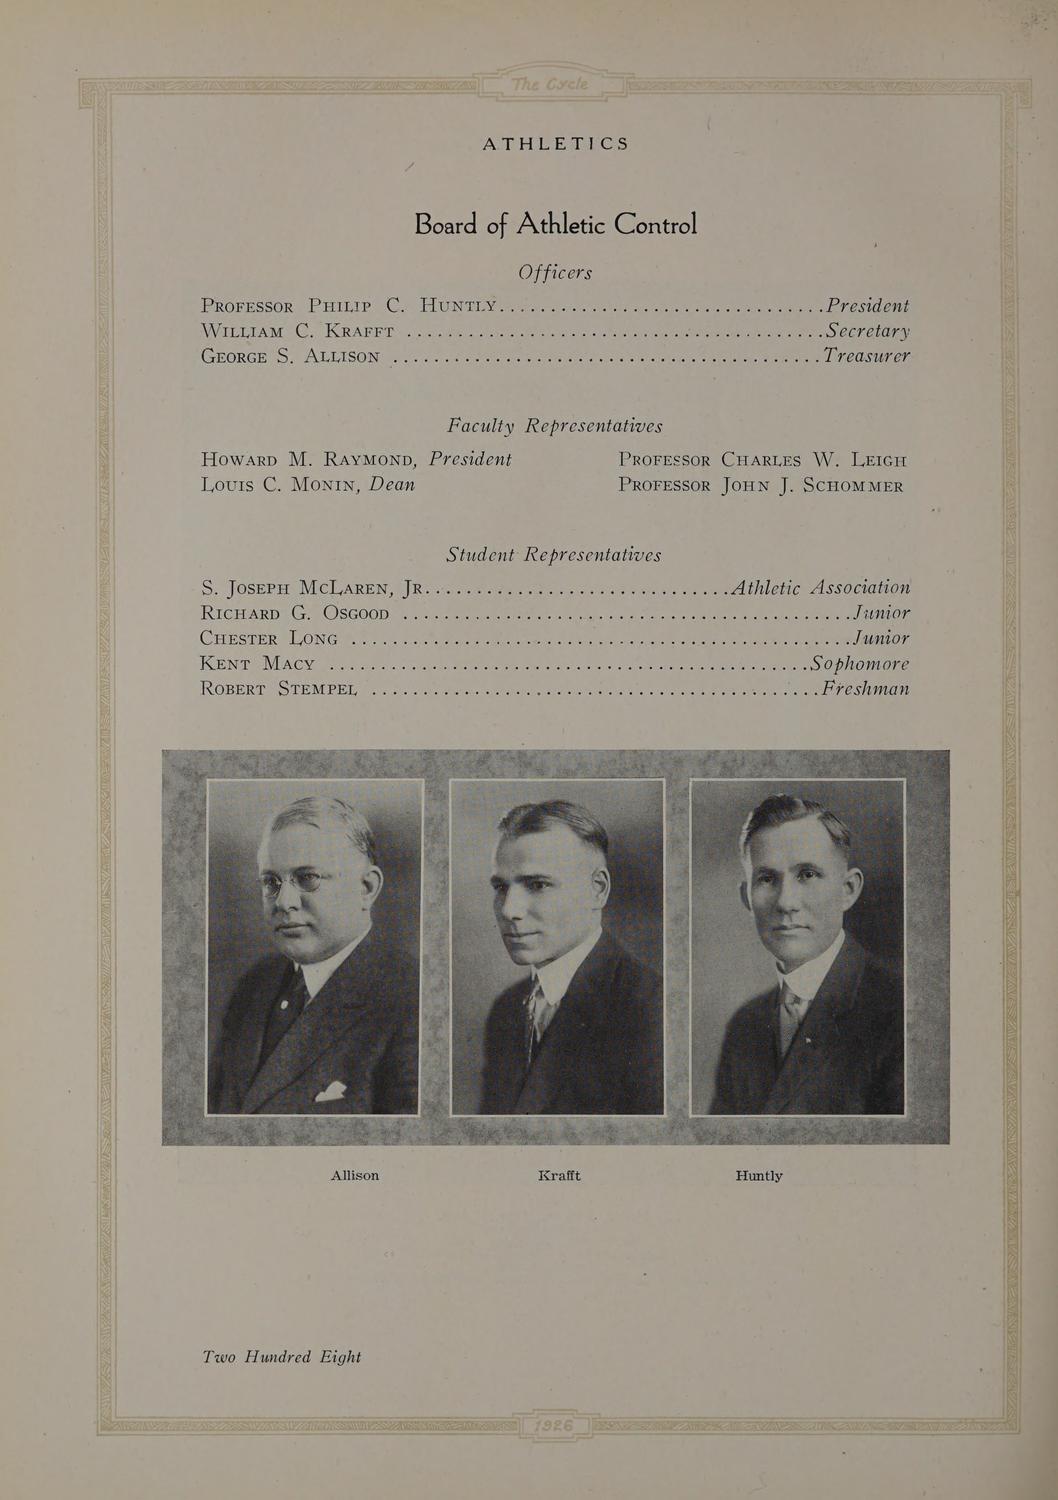 The Cycle
ATHLETICS
Board of Athletic Control
Officers
PROFESSOR PHILIP C. HUNTLY................................President
WILLIAM C. KRAFFT .........................................Secretary
GEORGE S. ALLISON ..........................................Treasurer
Faculty Representatives
HOWARD M. RAYMOND, President PROFESSOR CHARLES W. LEIGH
LOUIS C. MONIN, Dean PROFESSOR JOHN J. SCHOMMER
Student Representatives
S. JOSEPH MCLAREN, JR..............................Athletic Association
RICHARD G. OSGOOD ............................................Junior
CHESTER LONG .................................................Junior
KENT MACY ...............................................Sophomore
ROBERT STEMPEL ............................................Freshman
Allison Krafft Huntly
Two Hundred Eight
1926